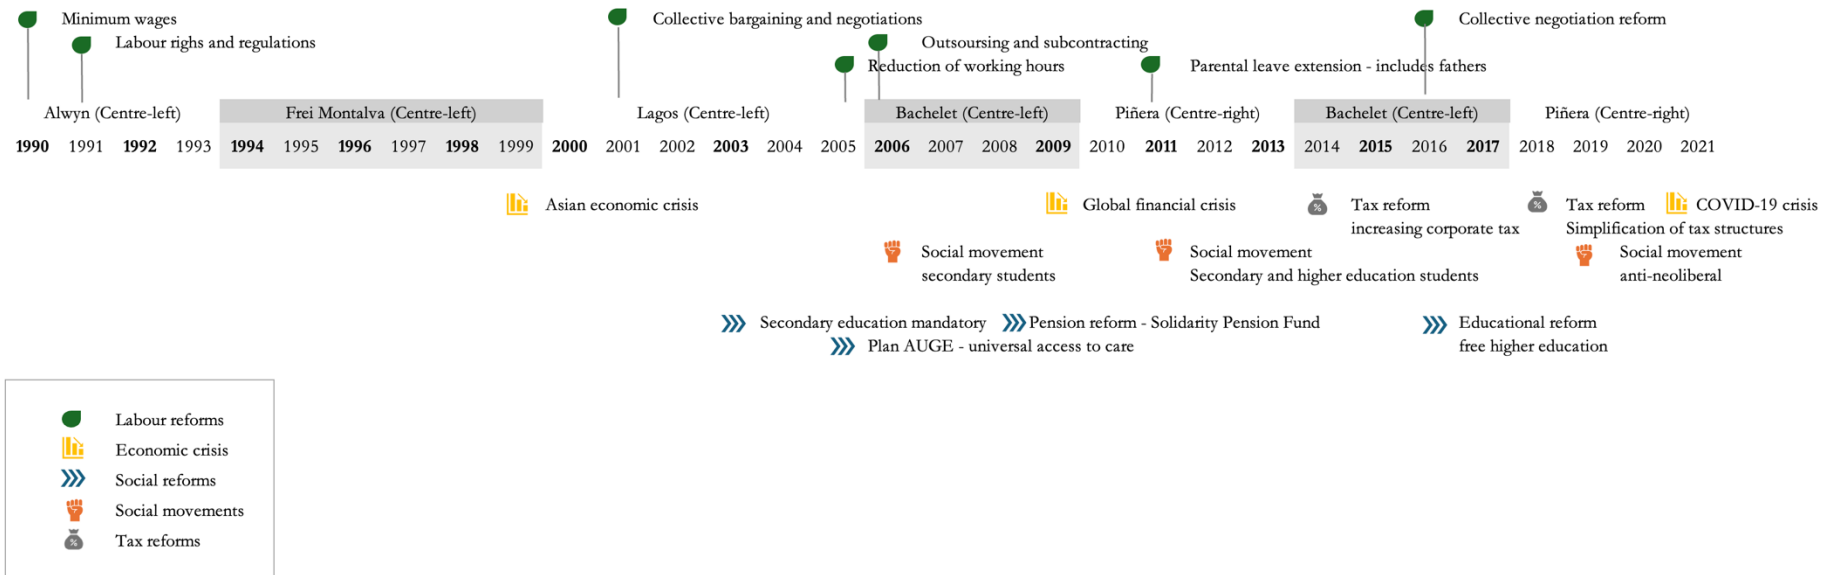 Minimum wages
Collective bargaining and negotiations
Collective negotiation reform
Labour righs and regulations
Outsoursing and subcontracting
Reduction of working hours
Parental leave extension - includes fathers
Alwyn (Centre-left)
Frei Montalva (Centre-left)
Lagos (Centre-left)
Bachelet (Centre-left)
Piñera (Centre-right)
Bachelet (Centre-left)
Piñera (Centre-right)
1990 1991 1992 1993 1994 1995 1996 1997 1998 1999 2000 2001 2002 2003 2004 2005 2006 2007 2008 2009 2010 2011 2012 2013 2014 2015 2016 2017 2018 2019 2020 2021
Asian economic crisis
Global financial crisis
Tax reform
increasing corporate tax
Tax reform
Simplification of tax structures
COVID-19 crisis
Social movement
secondary students
Social movement
Secondary and higher education students
Social movement
anti-neoliberal
Secondary education mandatory
Pension reform - Solidarity Pension Fund
Educational reform
free higher education
Plan AUGE - universal access to care
Labour reforms
Economic crisis
Social reforms
Social movements
Tax reforms